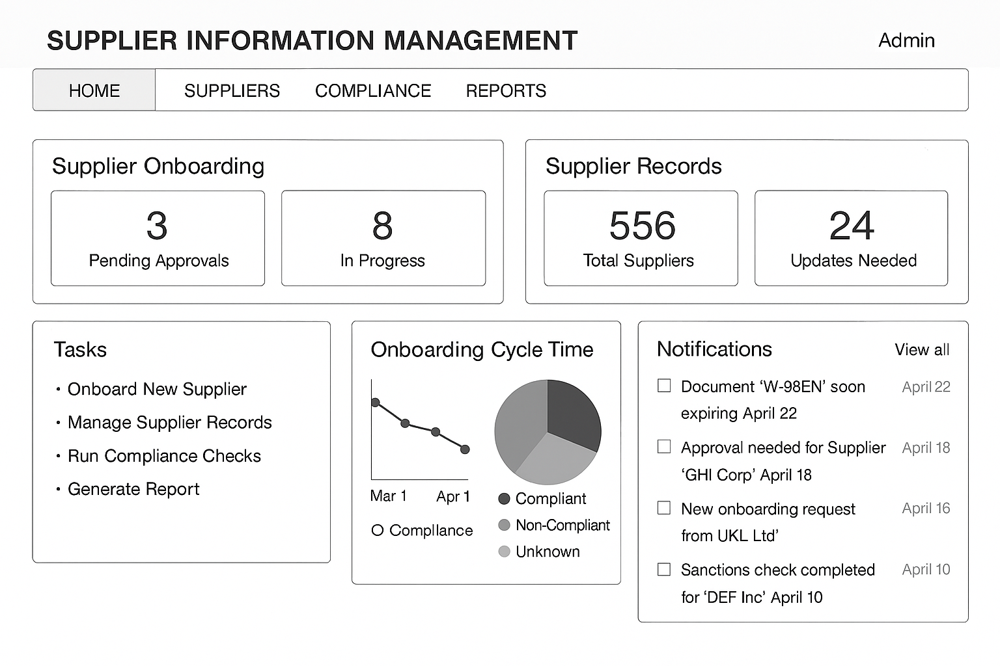 SUPPLIER INFORMATION MANAGEMENT
Admin
HOME
SUPPLIERS
COMPLIANCE
REPORTS
Supplier Onboarding
3
Pending Approvals
8
In Progress
Supplier Records
556
Total Suppliers
24
Updates Needed
Tasks
• Onboard New Supplier
• Manage Supplier Records
• Run Compliance Checks
• Generate Report
Onboarding Cycle Time
Mar 1
Apr 1
Compllance
Compliant
Non-Compliant
Unknown
Notifications
View all
Document ‘W-98EN’ soon
expiring April 22
April 22
Approval needed for Supplier
‘GHI Corp’ April 18
April 18
New onboarding request
from UKL Ltd’
April 16
Sanctions check completed
for ‘DEF Inc’ April 10
April 10